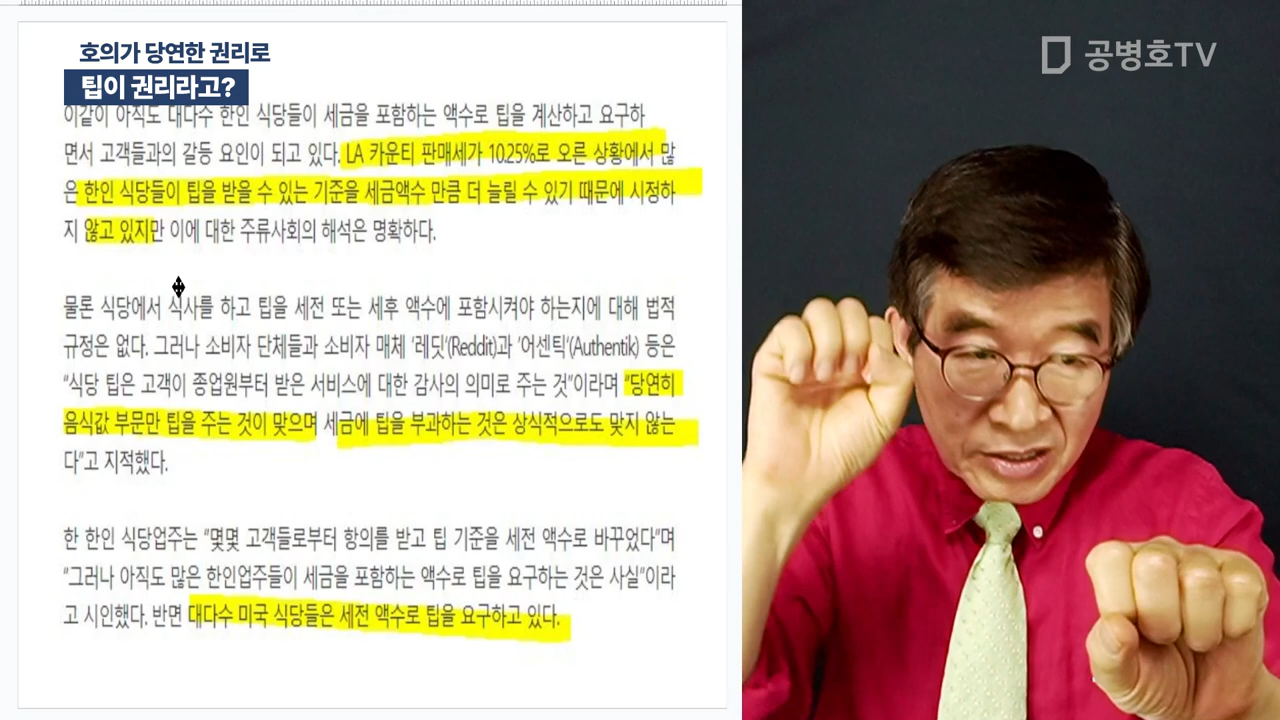 호의가 당연한 권리로
팁이 권리라고?
공병호TV
이같이 아직도 대다수 한인 식당들이 세금을 포함하는 액수로 팁을 계산하고 요구하
면서 고객들과의 갈등 요인이 되고 있다. LA 카운티 판매세가 10.25%로 오른 상황에서 많
은 한인 식당들이 팁을 받을 수 있는 기준을 세금액수 만큼 더 늘릴 수 있기 때문에 시정하
지 않고 있지만 이에 대한 주류사회의 해석은 명확하다.
물론 식당에서 식사를 하고 팁을 세전 또는 세후 액수에 포함시켜야 하는지에 대해 법적
규정은 없다. 그러나 소비자 단체들과 소비자 매체 '레딧'(Reddit)과 '어센틱'(Authentik) 등은
"식당 팁은 고객이 종업원부터 받은 서비스에 대한 감사의 의미로 주는 것"이라며 "당연히
음식값 부문만 팁을 주는 것이 맞으며 세금에 팁을 부과하는 것은 상식적으로도 맞지 않는
다"고 지적했다.
한 한인 식당업주는 "몇몇 고객들로부터 항의를 받고 팁 기준을 세전 액수로 바꾸었다"며
"그러나 아직도 많은 한인업주들이 세금을 포함하는 액수로 팁을 요구하는 것은 사실"이라
고 시인했다. 반면 대다수 미국 식당들은 세전 액수로 팁을 요구하고 있다.